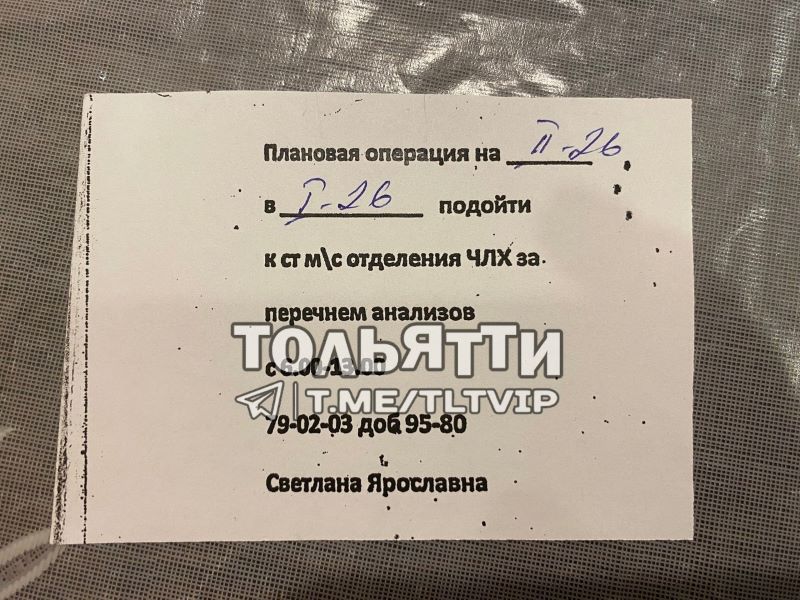 Плановая операция на II-26
в I-26 подойти
к ст м\с отделения ЧЛХ за
перечнем анализов
ТОЛЬЯТТИ
T.ME/TLTVIP
79-02-03 доб 95-80
Светлана Ярославна